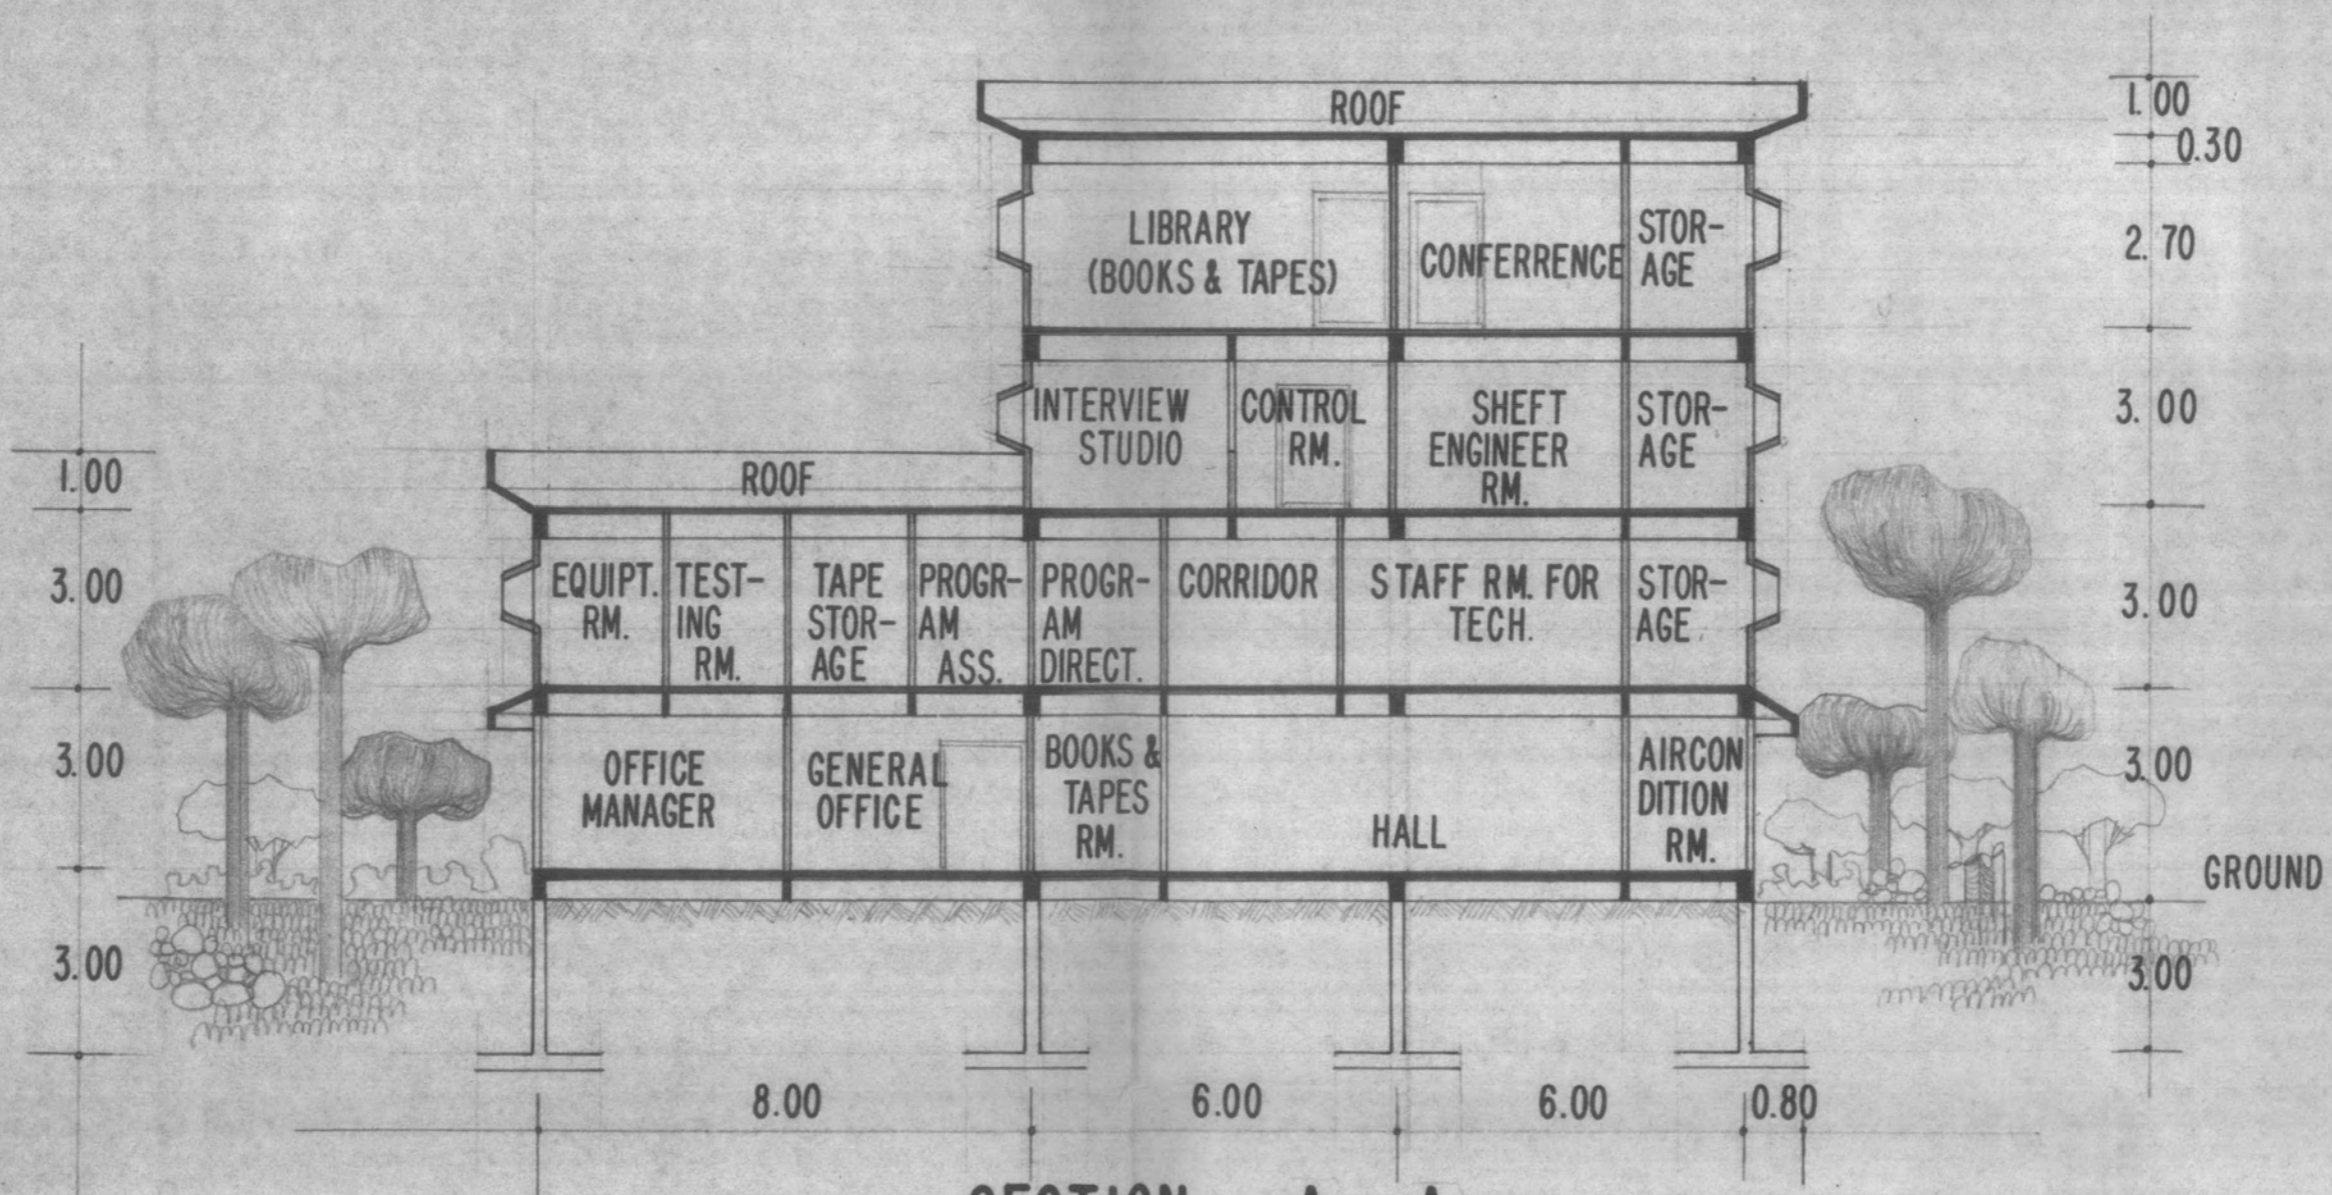 ROOF
1.00
0.30
LIBRARY
(BOOKS & TAPES)
CONFERRENCE
STOR-
AGE
2.70
INTERVIEW
STUDIO
CONTROL
RM.
SHEFT
ENGINEER
RM.
STOR-
AGE
3.00
1.00
ROOF
3.00
EQUIPT.
RM.
TEST-
ING
RM.
TAPE
STOR-
AGE
PROGR-
AM
ASS.
PROGR-
AM
DIRECT.
CORRIDOR
STAFF RM. FOR
TECH.
STOR-
AGE
3.00
3.00
OFFICE
MANAGER
GENERAL
OFFICE
BOOKS &
TAPES
RM.
HALL
AIRCON
DITION
RM.
3.00
GROUND
3.00
3.00
8.00
6.00
6.00
0.80
SECTION A A